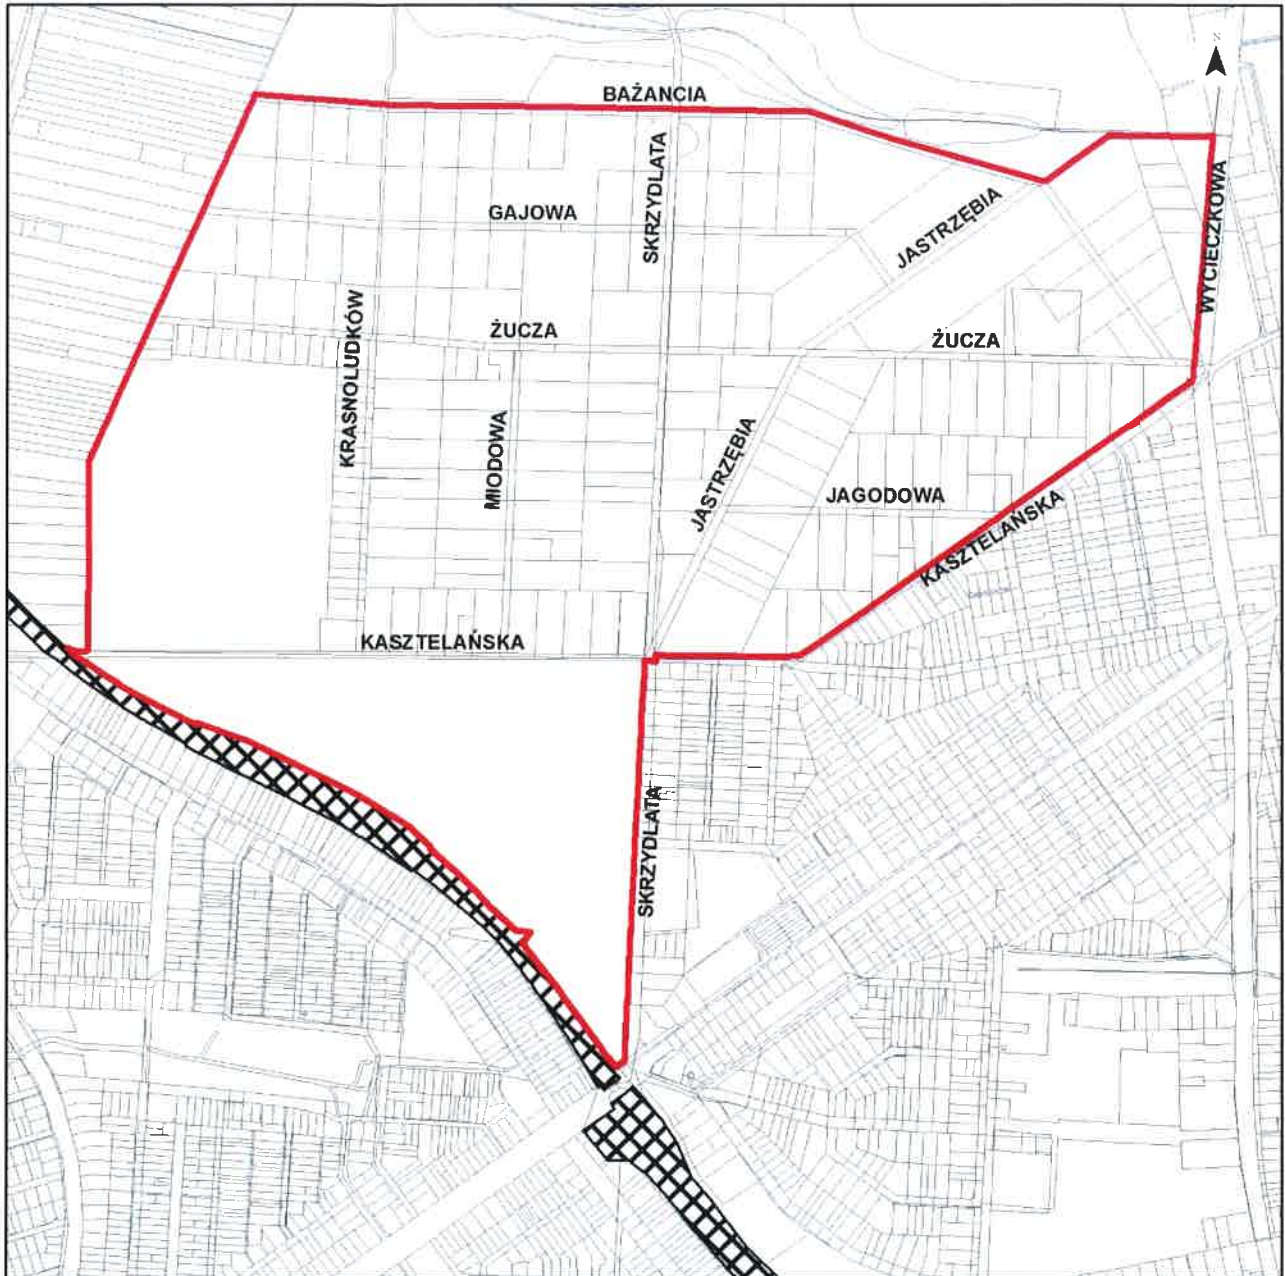 N
BAŻANCIA
SKRZYDLATA
WYCIECZKOWA
GAJOWA
JASTRZĘBIA
KRASNOLUDKÓW
ŻUCZA
ŻUCZA
MIODOWA
JASTRZĘBIA
JAGODOWA
KASZTELAŃSKA
KASZTELAŃSKA
SKRZYDLATA